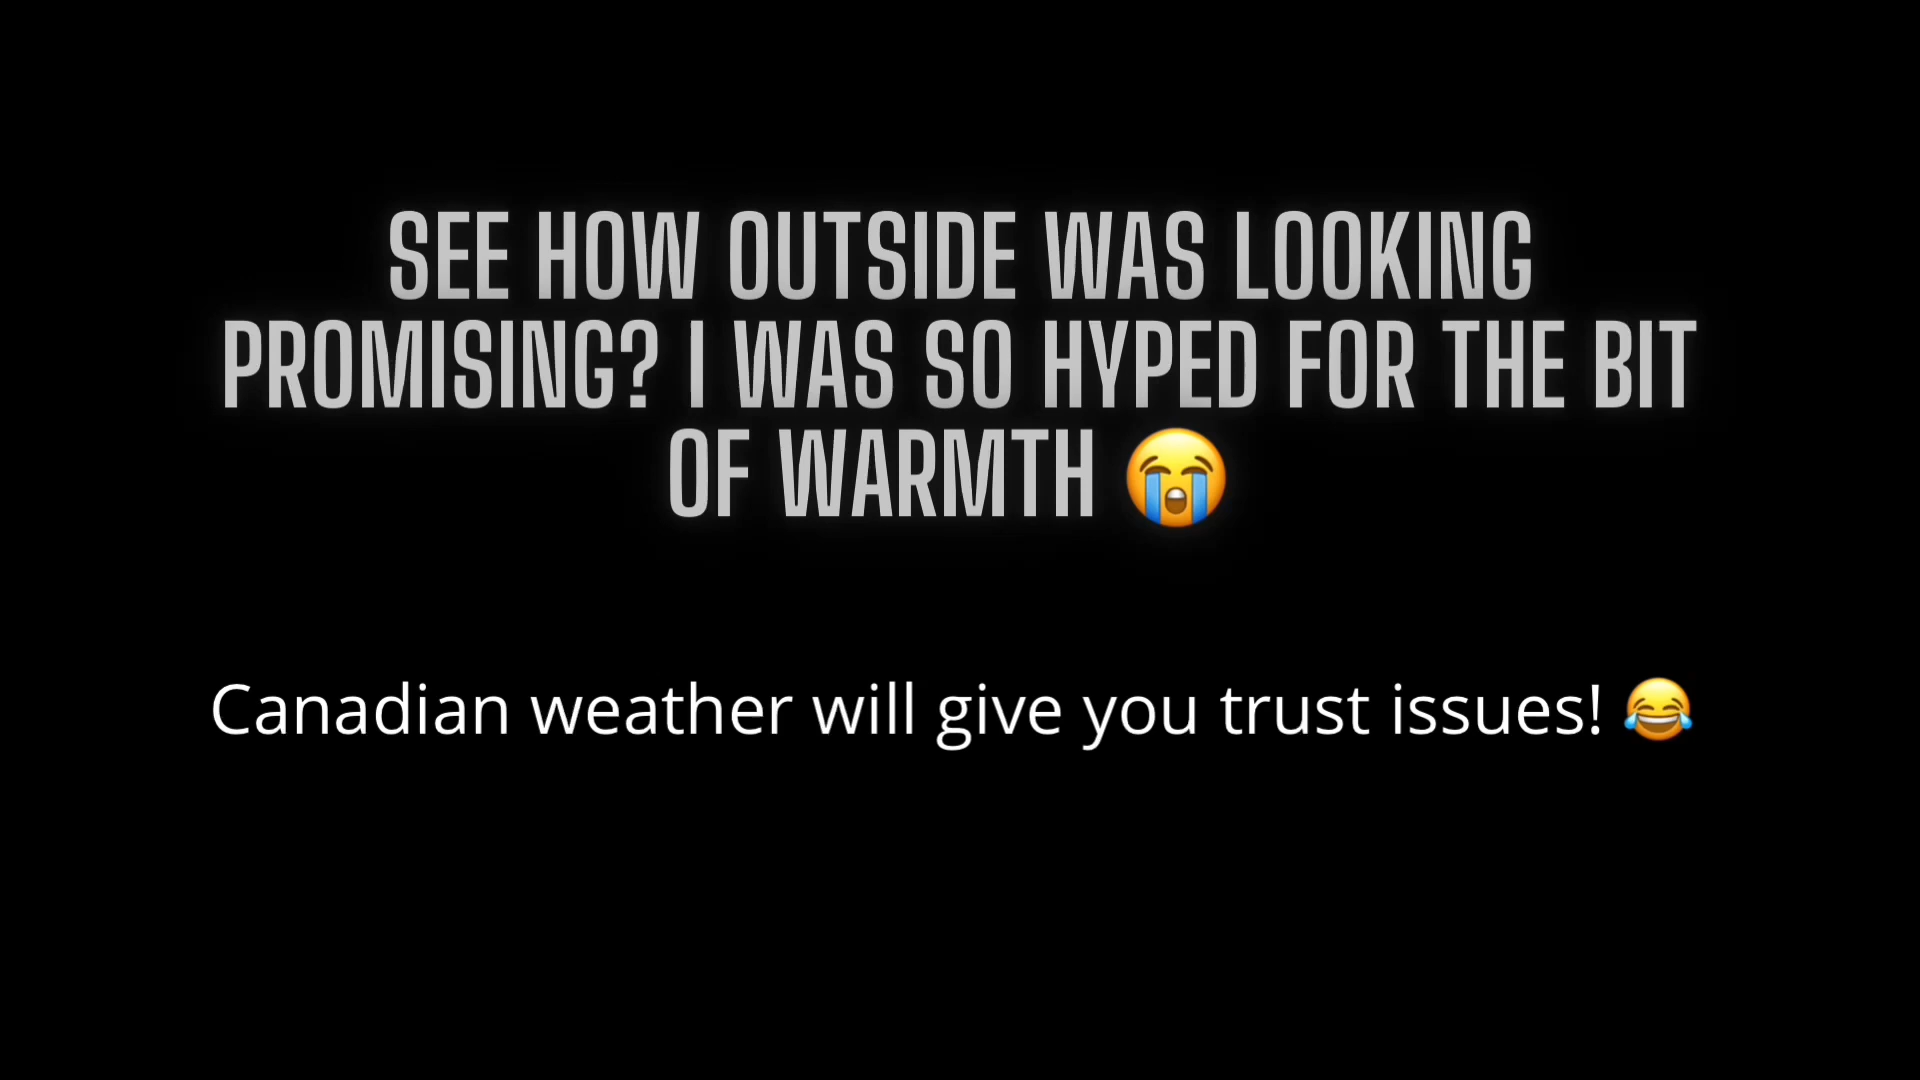 SEE HOW OUTSIDE WAS LOOKING
PROMISING? I WAS SO HYPED FOR THE BIT
OF WARMTH 😭
Canadian weather will give you trust issues! 😂